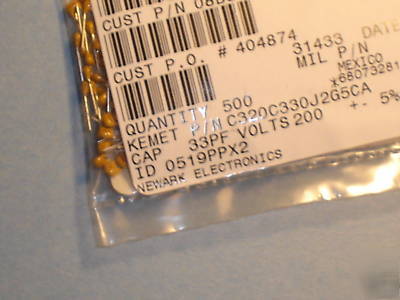 CUST P/N
CUST P.O. # 404874
31433 DATE
MIL P/N
MEXICO
x6807328
QUANTITY 500
KEMET P/N C320C330J2G5CA
CAP 33PF VOLTS 200 +- 5%
ID 0519PPX2
NEWARK ELECTRONICS